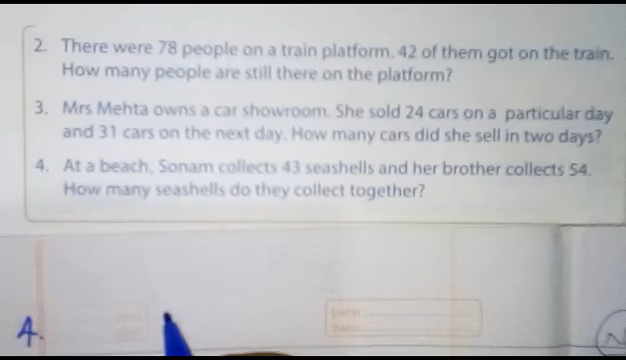 2. There were 78 people on a train platform. 42 of them got on the train.
How many people are still there on the platform?
3. Mrs Mehta owns a car showroom. She sold 24 cars on a particular day
and 31 cars on the next day. How many cars did she sell in two days?
4. At a beach, Sonam collects 43 seashells and her brother collects 54.
How many seashells do they collect together?
4.